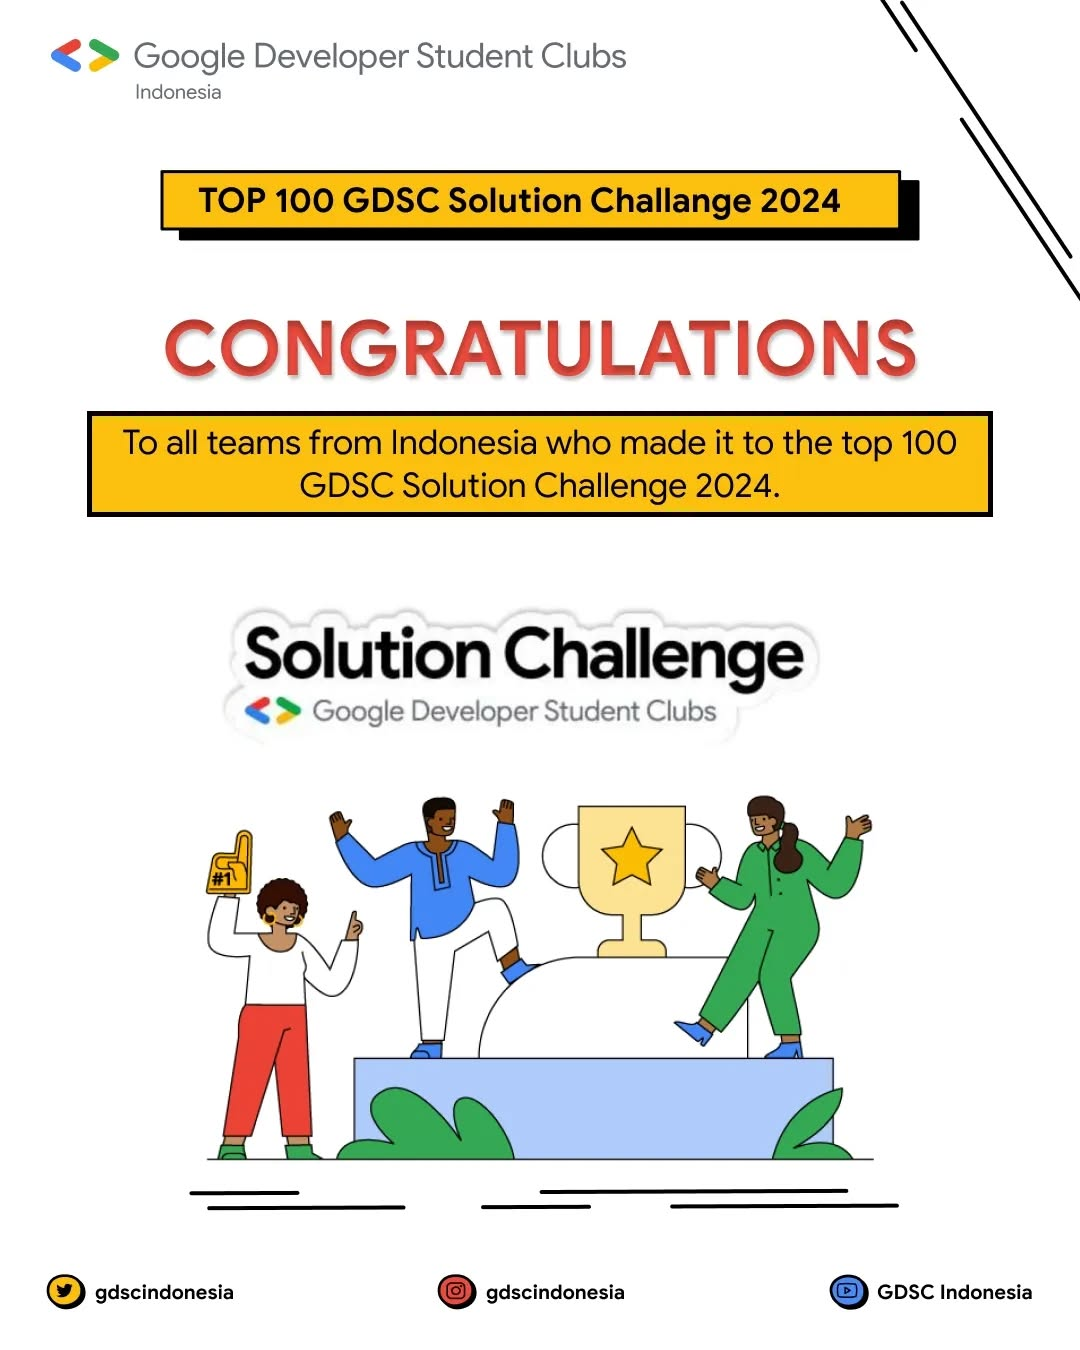 Google Developer Student Clubs
Indonesia
TOP 100 GDSC Solution Challange 2024
CONGRATULATIONS
To all teams from Indonesia who made it to the top 100
GDSC Solution Challenge 2024.
Solution Challenge
Google Developer Student Clubs
#1
gdscindonesia
gdscindonesia
GDSC Indonesia